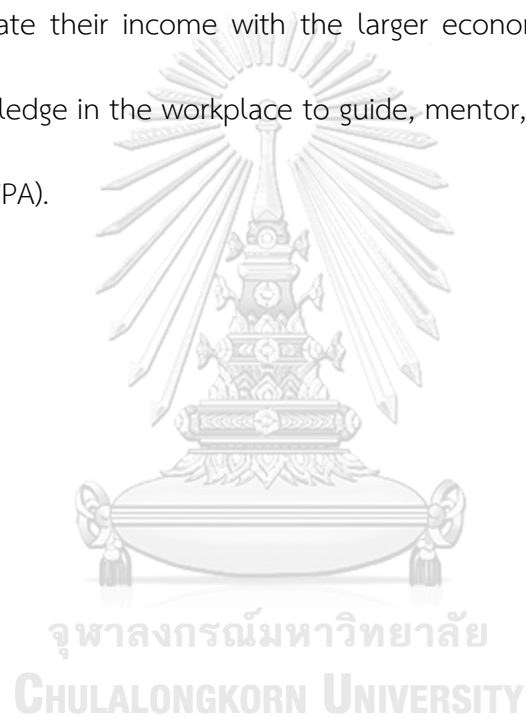 ate their income with the larger econor
ledge in the workplace to guide, mentor,
PA).
จุฬาลงกรณ์มหาวิทยาลัย
CHULALONGKORN UNIVERSITY